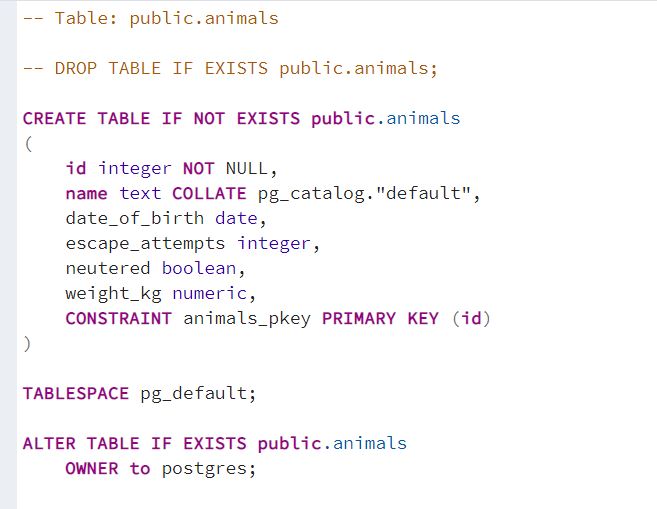 -- Table: public.animals
-- DROP TABLE IF EXISTS public.animals;
CREATE TABLE IF NOT EXISTS public.animals
(
id integer NOT NULL,
name text COLLATE pg_catalog."default",
date_of_birth date,
escape_attempts integer,
neutered boolean,
weight_kg numeric,
CONSTRAINT animals_pkey PRIMARY KEY (id)
)
TABLESPACE pg_default;
ALTER TABLE IF EXISTS public.animals
OWNER to postgres;